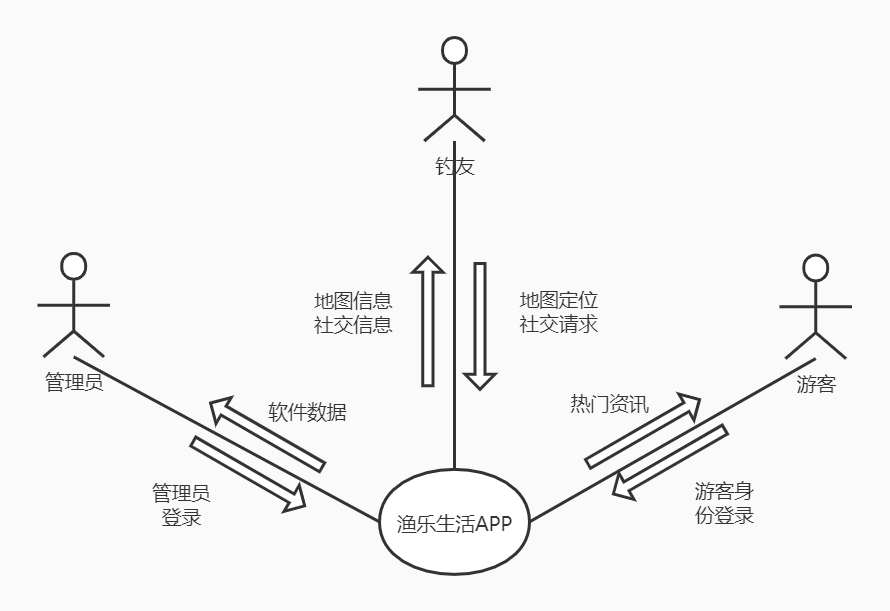 钓友
地图信息
社交信息
地图定位
社交请求
管理员
游客
软件数据
热门资讯
管理员
登录
游客身
份登录
渔乐生活APP